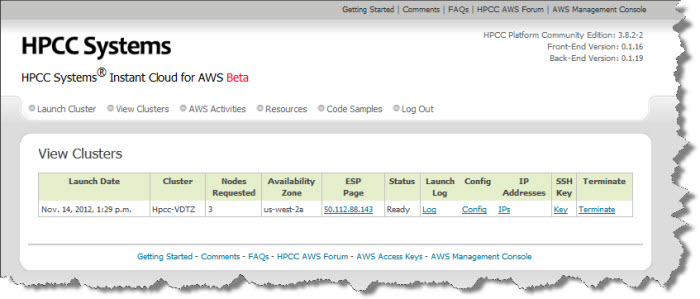 Getting Started | Comments | FAQs | HPCC AWS Forum | AWS Management Console
HPCC Platform Community Edition: 3.8.2-2
Front-End Version: 0.1.16
Back-End Version: 0.1.19
HPCC Systems
HPCC Systems® Instant Cloud for AWS Beta
Launch Cluster View Clusters AWS Activities Resources Code Samples Log Out
View Clusters
Launch Date Cluster Nodes Requested Availability Zone ESP Page Status Launch Log Config IP Addresses SSH Key Terminate
Nov. 14, 2012, 1:29 p.m. Hpcc-VDTZ 3 us-west-2a 50.112.88.143 Ready Log Config IPs Key Terminate
Getting Started - Comments - FAQs - HPCC AWS Forum - AWS Access Keys - AWS Management Console